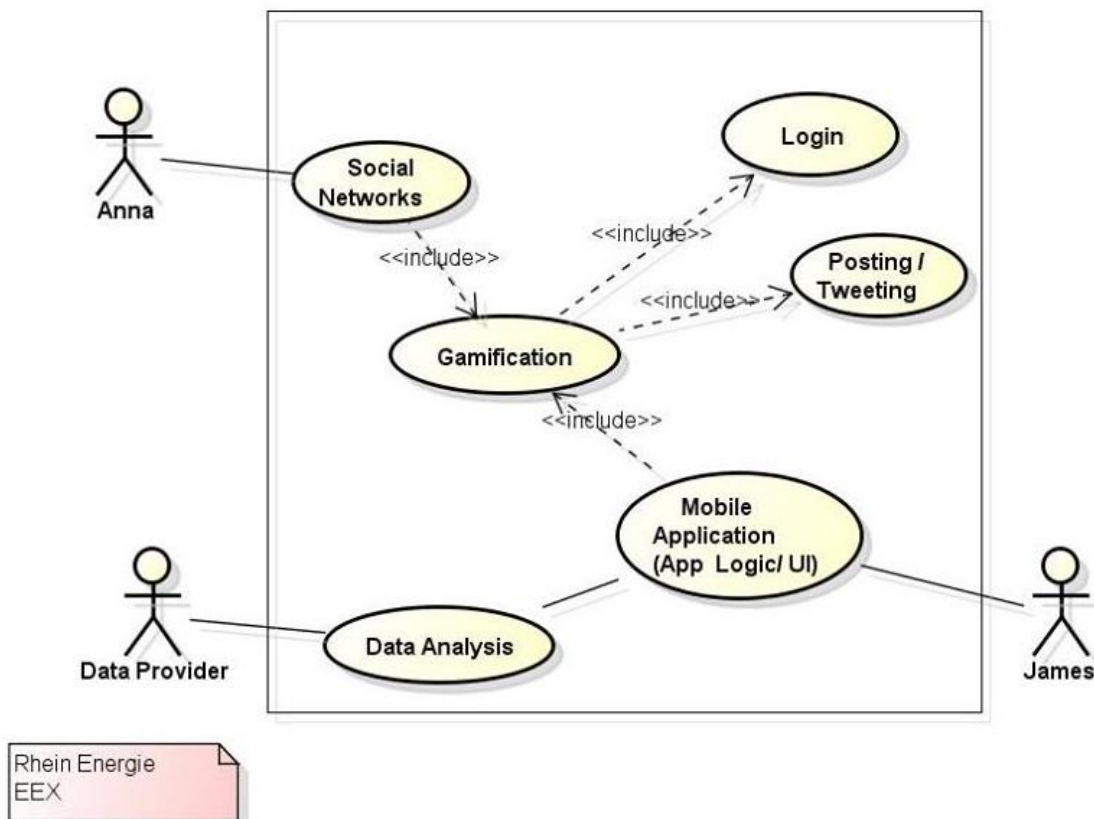 Anna
Social
Networks
Login
<<include>>
<<include>>
Posting /
Tweeting
<<include>>
Gamification
<<include>>
Mobile
Application
(App Logic/ UI)
Data Provider
Data Analysis
James
Rhein Energie
EEX